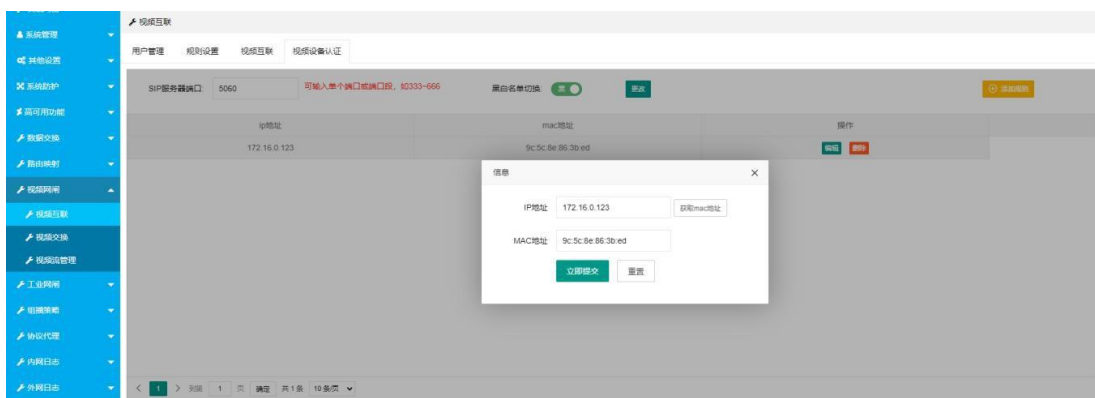 视频互联
系统管理
用户管理 规则设置 视频互联 视频设备认证
其他设置
系统防护
SIP服务器端口: 5060 可输入单个端口或端口段, 如333-666 黑白名单切换: 黑 更改 添加规则
高可用功能
ip地址 mac地址 操作
数据交换
172.16.0.123 9c:5c:8e:86:3b:ed 编辑 删除
路由映射
信息
视频网闸
IP地址 172.16.0.123 获取mac地址
视频互联
视频交换
MAC地址 9c:5c:8e:86:3b:ed
视频流管理
立即提交 重置
工业网闸
组播策略
协议代理
内网日志
外网日志
1 到第 1 页 确定 共 1 条 10 条/页